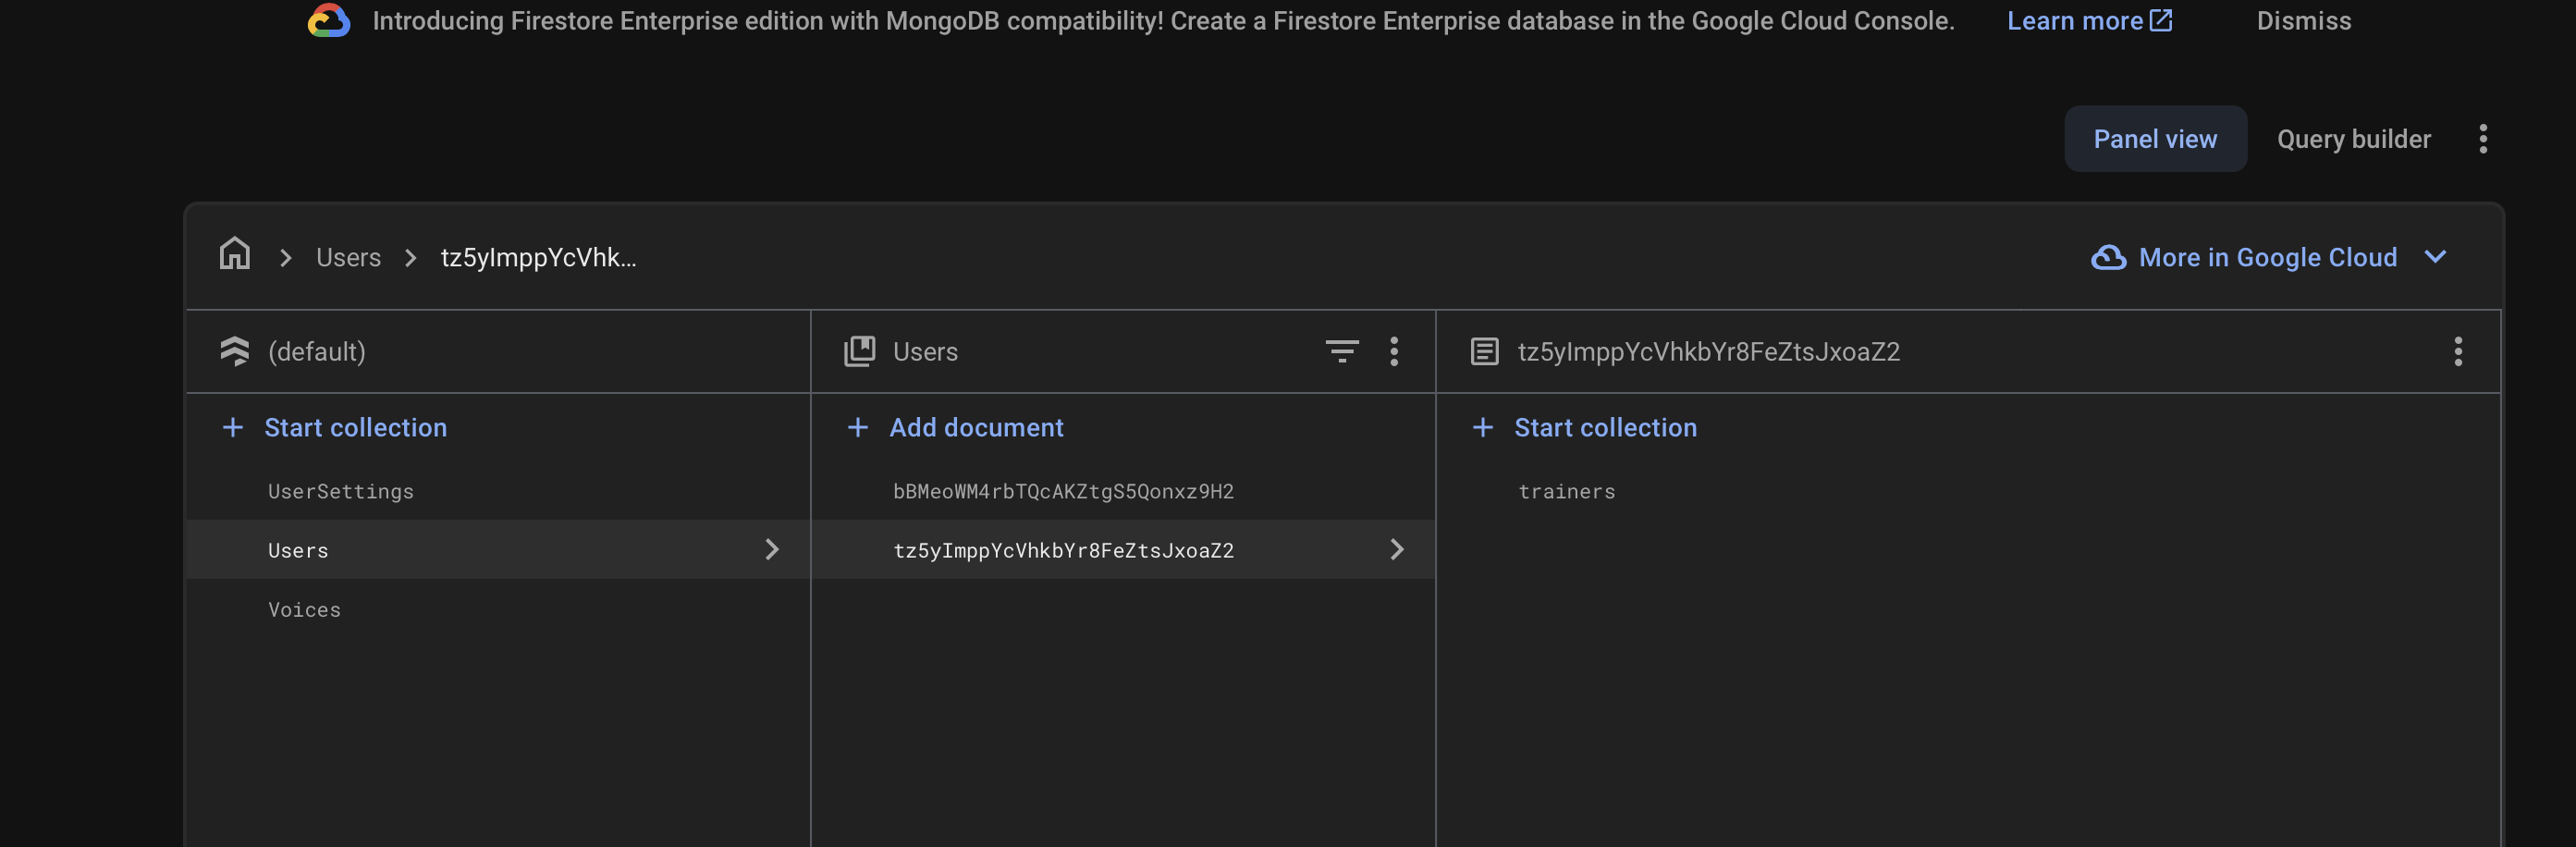 Introducing Firestore Enterprise edition with MongoDB compatibility! Create a Firestore Enterprise database in the Google Cloud Console. Learn more Dismiss
Panel view Query builder
Users tz5yImppYcVhk...
More in Google Cloud
(default)
Start collection
UserSettings
Users
Voices
Users
Add document
bBMeoWM4rbTQcAKZtgS5Qonxz9H2
tz5yImppYcVhkbYr8FeZtsJxoaZ2
tz5yImppYcVhkbYr8FeZtsJxoaZ2
Start collection
trainers